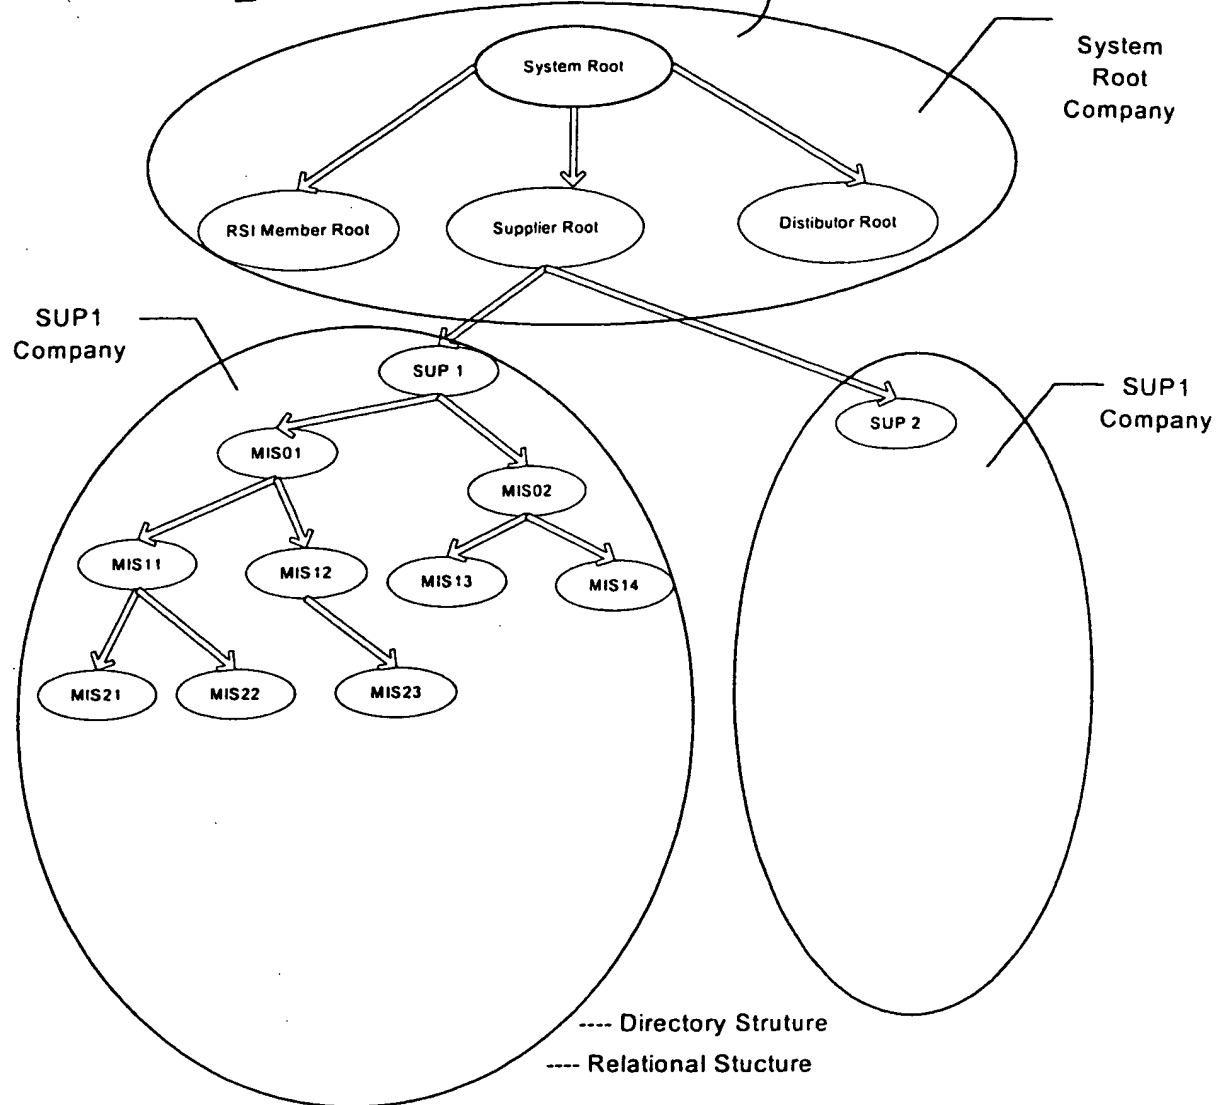 System Root
System
Root
Company
RSI Member Root
Supplier Root
Distibutor Root
SUP1
Company
SUP 1
SUP1
Company
SUP 2
MIS01
MIS02
MIS11
MIS12
MIS13
MIS14
MIS21
MIS22
MIS23
---- Directory Struture
---- Relational Stucture